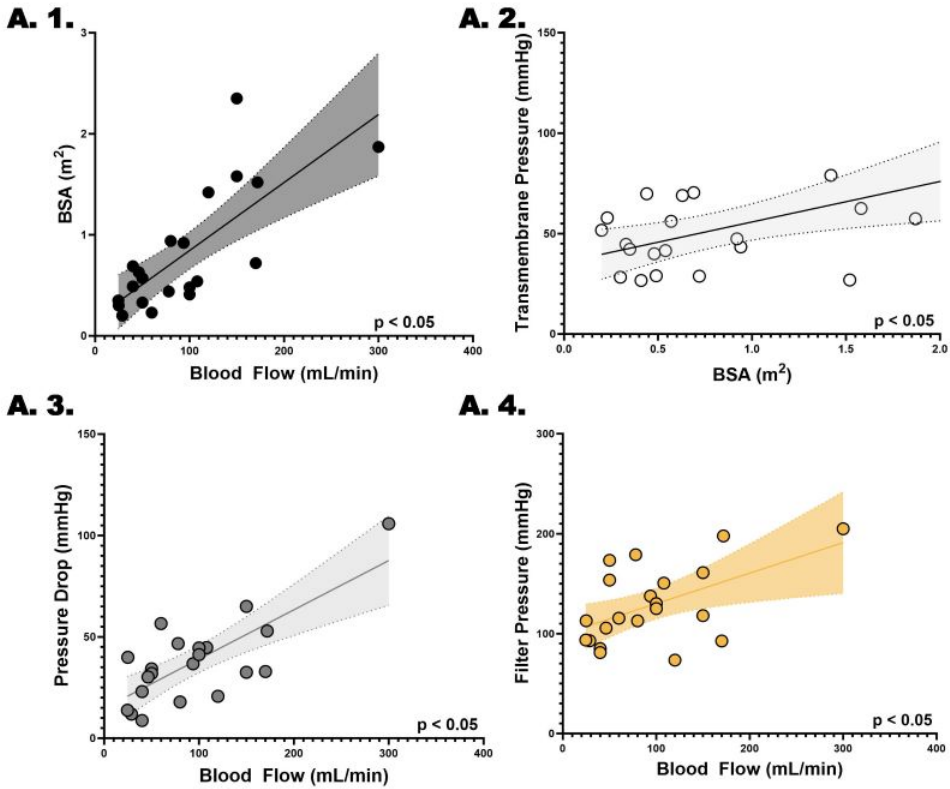 A. 1.
3
2
1
0
BSA (m²)
0
100
200
300
400
Blood Flow (mL/min)
p < 0.05
A. 2.
150
100
50
0
Transmembrane Pressure (mmHg)
0.0
0.5
1.0
1.5
2.0
BSA (m²)
p < 0.05
A. 3.
150
100
50
0
Pressure Drop (mmHg)
0
100
200
300
400
Blood Flow (mL/min)
p < 0.05
A. 4.
300
200
100
0
Filter Pressure (mmHg)
0
100
200
300
400
Blood Flow (mL/min)
p < 0.05